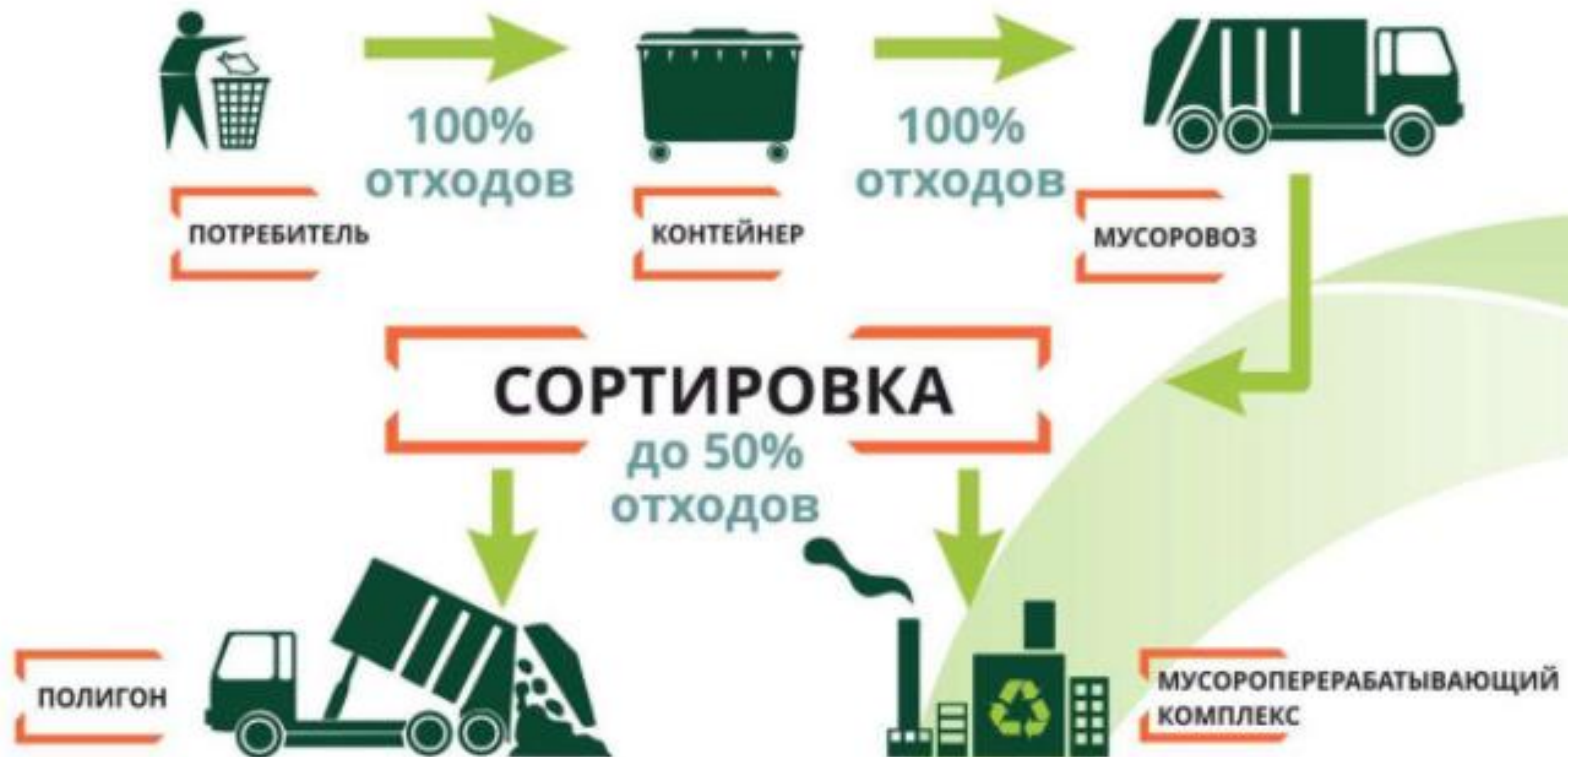 100%
отходов
100%
отходов
ПОТРЕБИТЕЛЬ
КОНТЕЙНЕР
МУСОРОВОЗ
СОРТИРОВКА
до 50%
отходов
ПОЛИГОН
МУСОРОПЕРЕРАБАТЫВАЮЩИЙ
КОМПЛЕКС